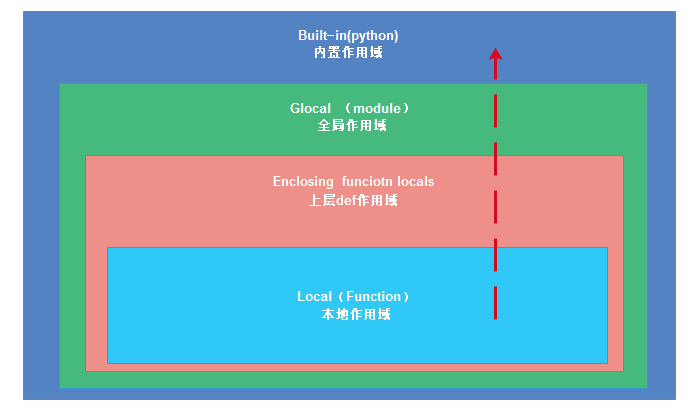 Built-in(python)
内置作用域
Glocal （module）
全局作用域
Enclosing funciotn locals
上层def作用域
Local（Function）
本地作用域